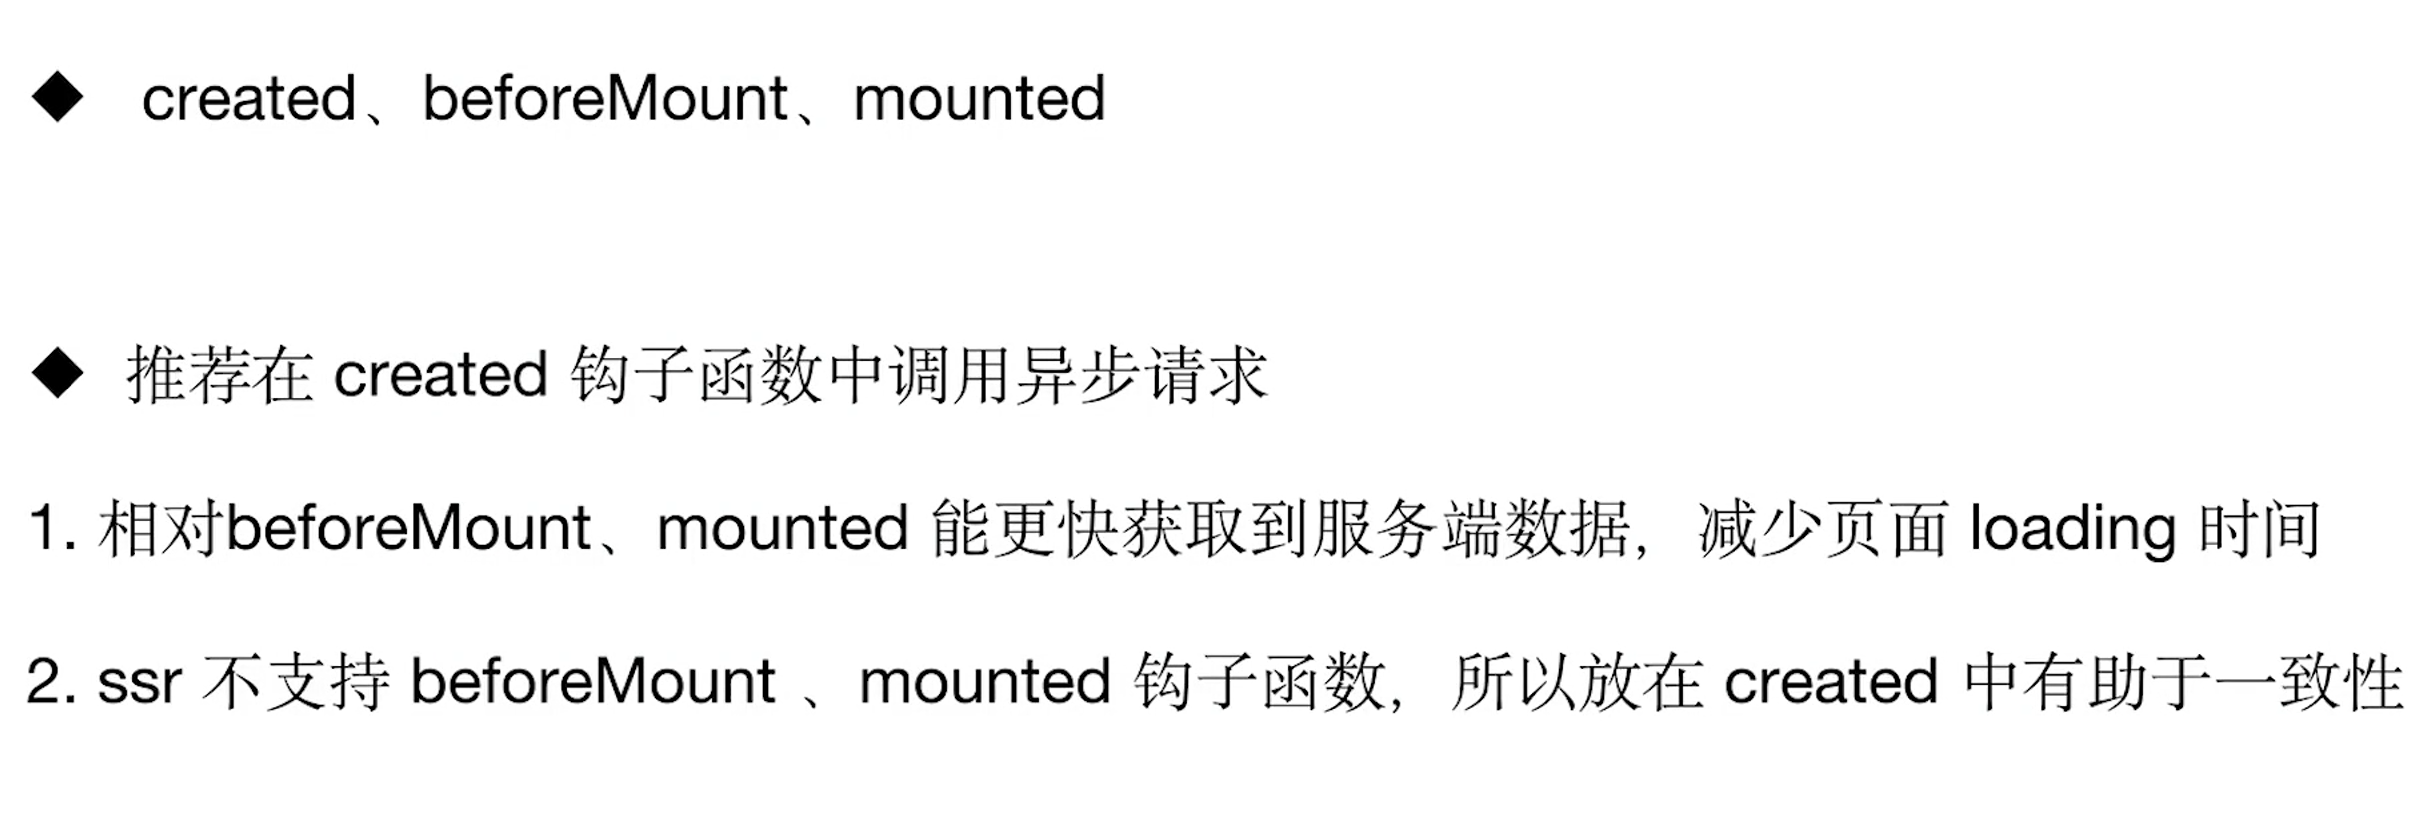 ◆ created、beforeMount、mounted
◆ 推荐在 created 钩子函数中调用异步请求
1. 相对beforeMount、mounted 能更快获取到服务端数据，减少页面 loading 时间
2. ssr 不支持 beforeMount 、mounted 钩子函数，所以放在 created 中有助于一致性